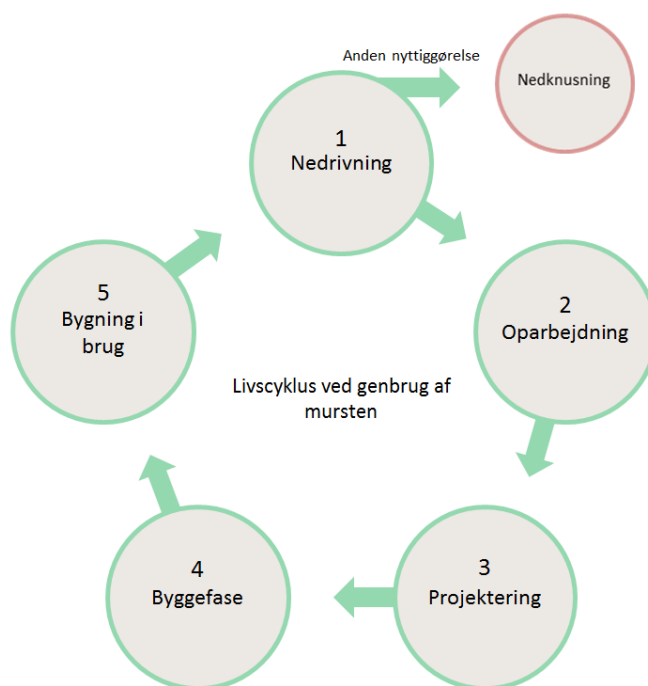 Anden nyttiggørelse
Nedknusning
1
Nedrivning
2
Oparbejdning
3
Projektering
4
Byggefase
5
Bygning i
brug
Livscyklus ved genbrug af
mursten